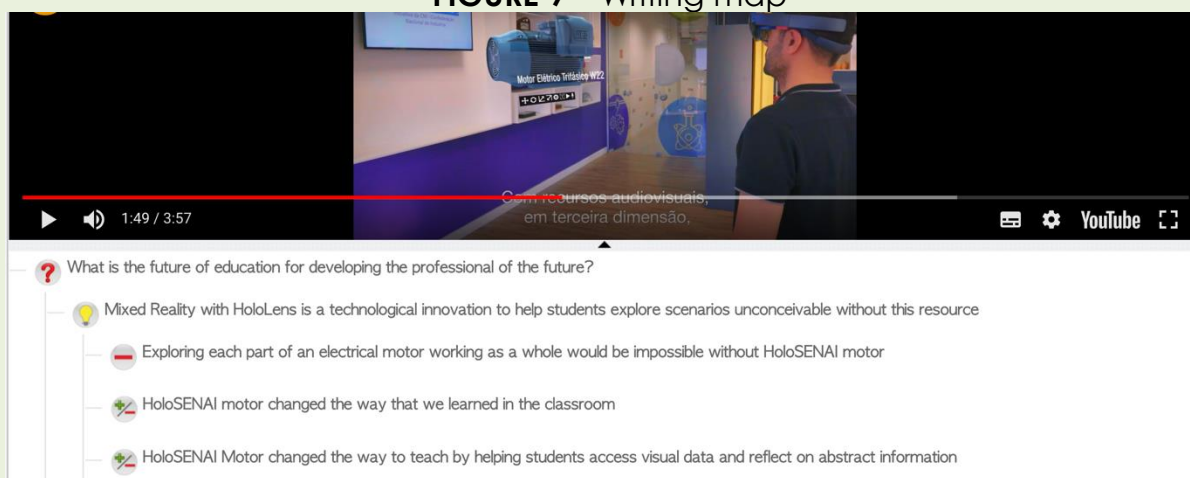 FIGURE 9 - Writing map
Motor Elétrico Trifásico W22
Com recursos audiovisuais,
em terceira dimensão,
1:49 / 3:57
YouTube
What is the future of education for developing the professional of the future?
Mixed Reality with HoloLens is a technological innovation to help students explore scenarios unconceivable without this resource
Exploring each part of an electrical motor working as a whole would be impossible without HoloSENAI motor
HoloSENAI motor changed the way that we learned in the classroom
HoloSENAI Motor changed the way to teach by helping students access visual data and reflect on abstract information